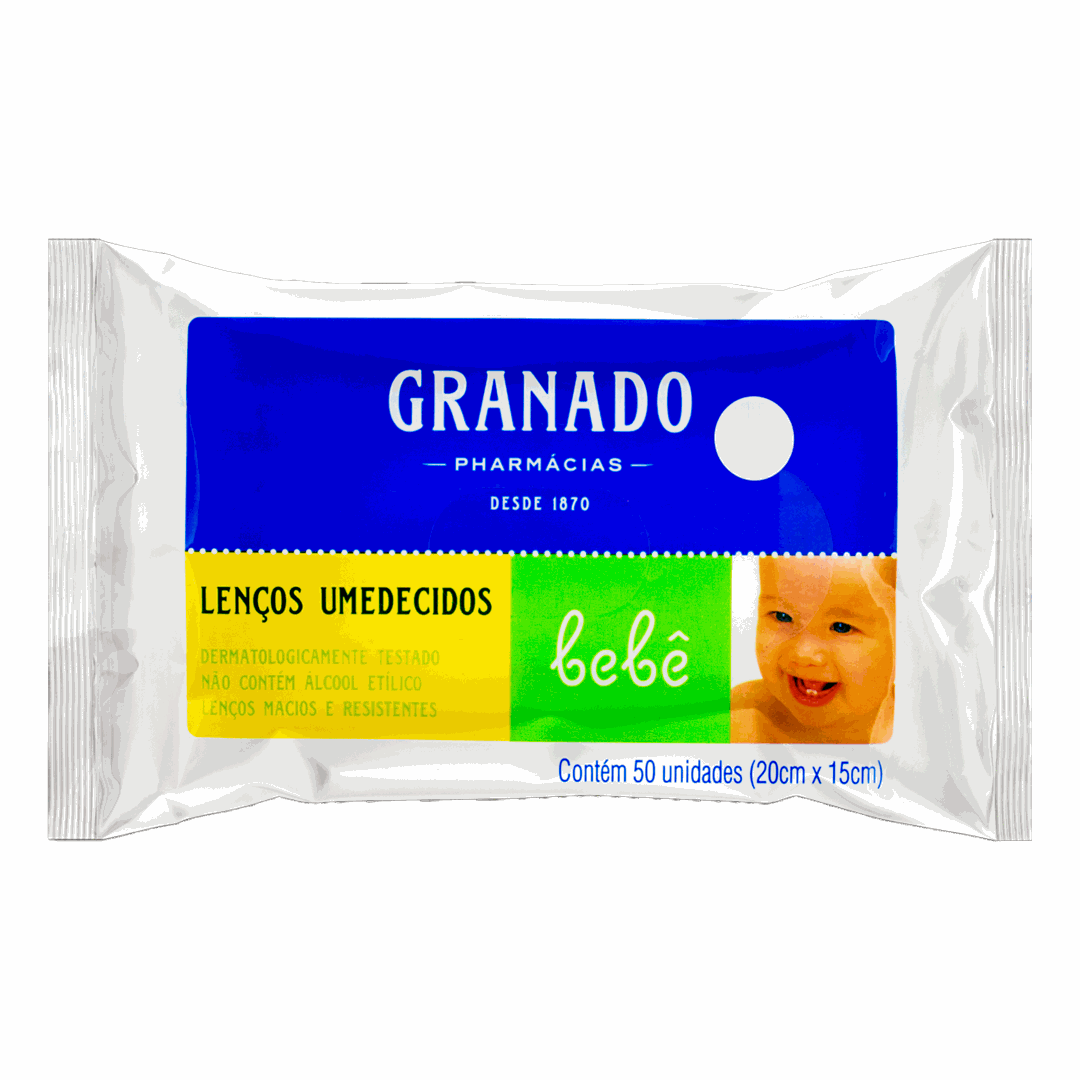 GRANADO
PHARMÁCIAS
DESDE 1870
LENÇOS UMEDECIDOS
DERMATOLOGICAMENTE TESTADO
NÃO CONTÉM ÁLCOOL ETÍLICO
LENÇOS MACIOS E RESISTENTES
bebê
Contém 50 unidades (20cm x 15cm)